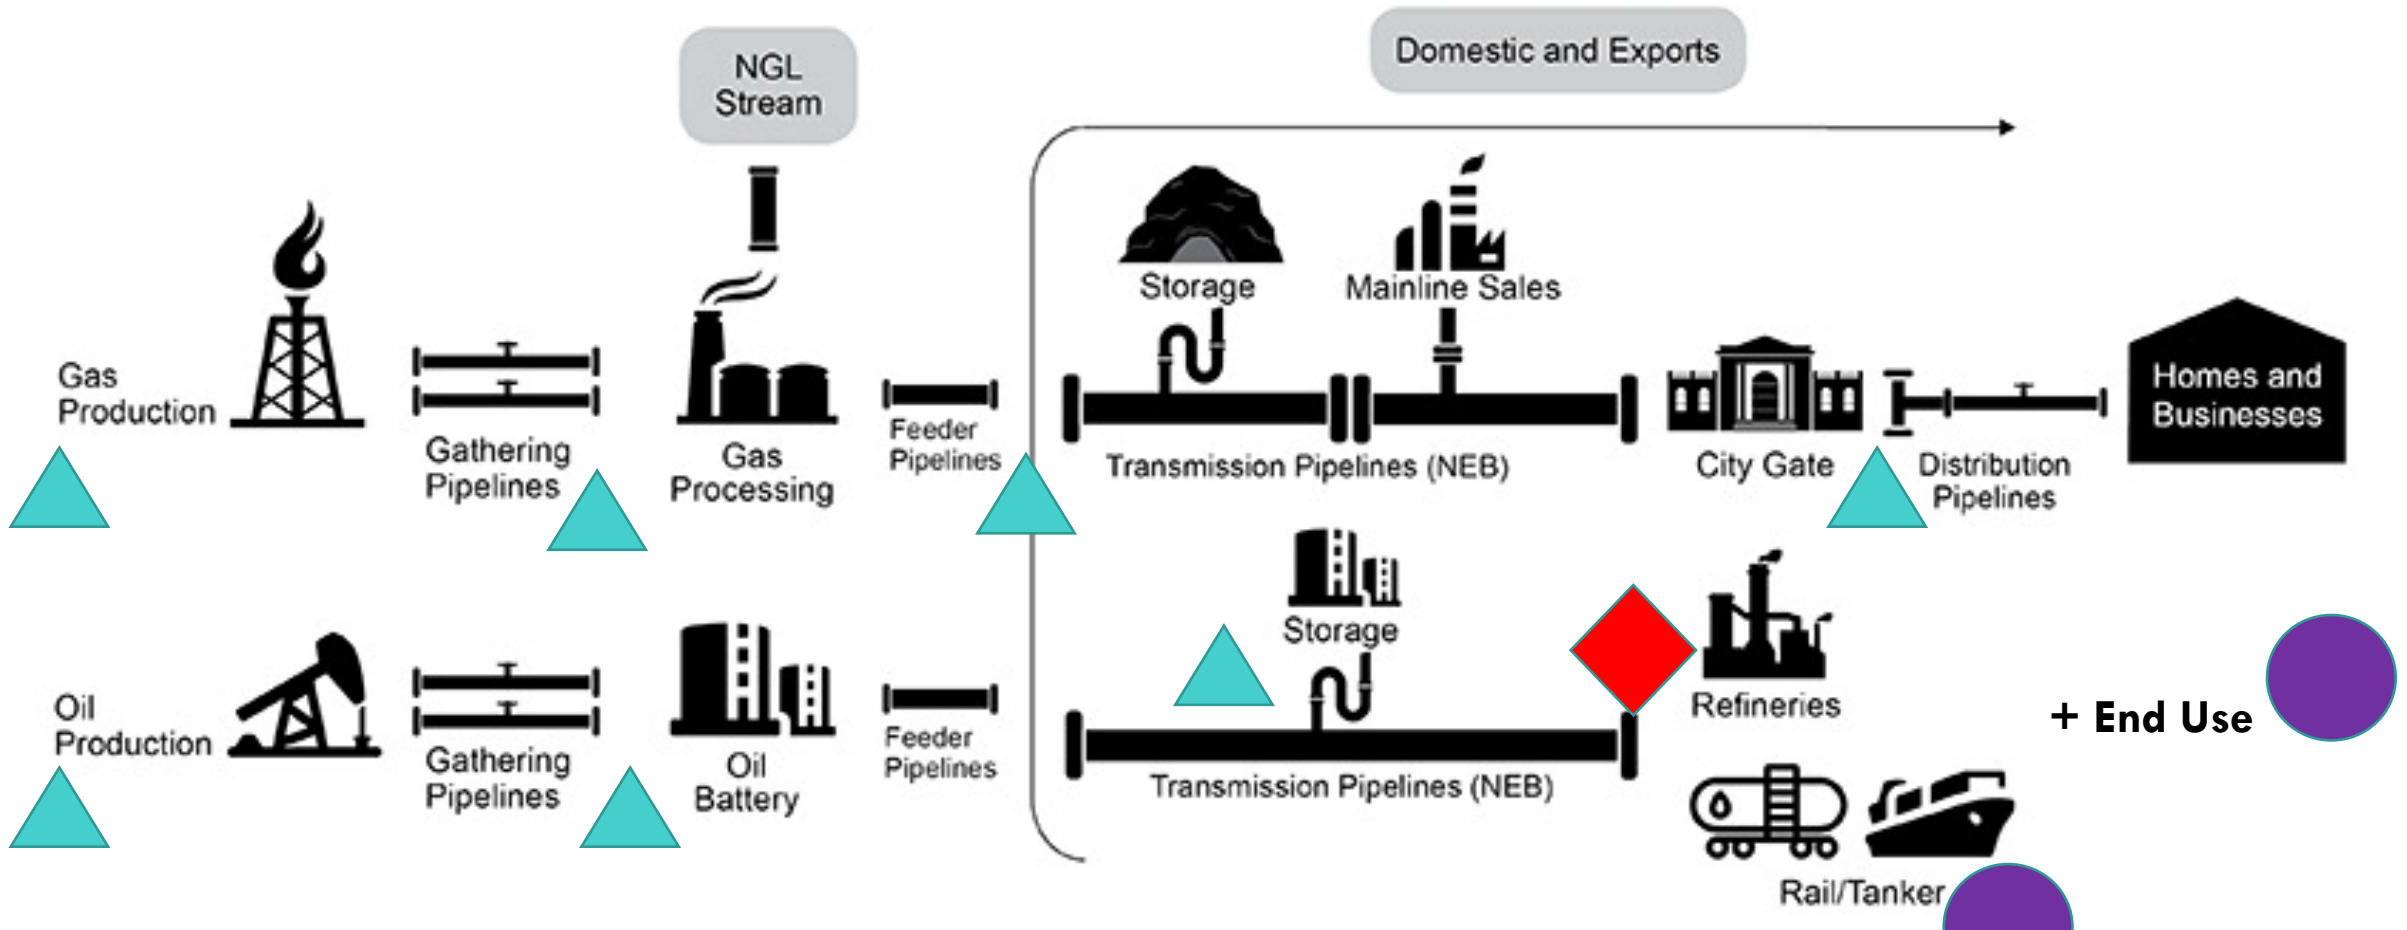 NGL
Stream
Domestic and Exports
Storage
Mainline Sales
Gas
Production
Gathering
Pipelines
Gas
Processing
Feeder
Pipelines
Transmission Pipelines (NEB)
City Gate
Distribution
Pipelines
Homes and
Businesses
Oil
Production
Gathering
Pipelines
Oil
Battery
Feeder
Pipelines
Storage
Transmission Pipelines (NEB)
Refineries
Rail/Tanker
+ End Use